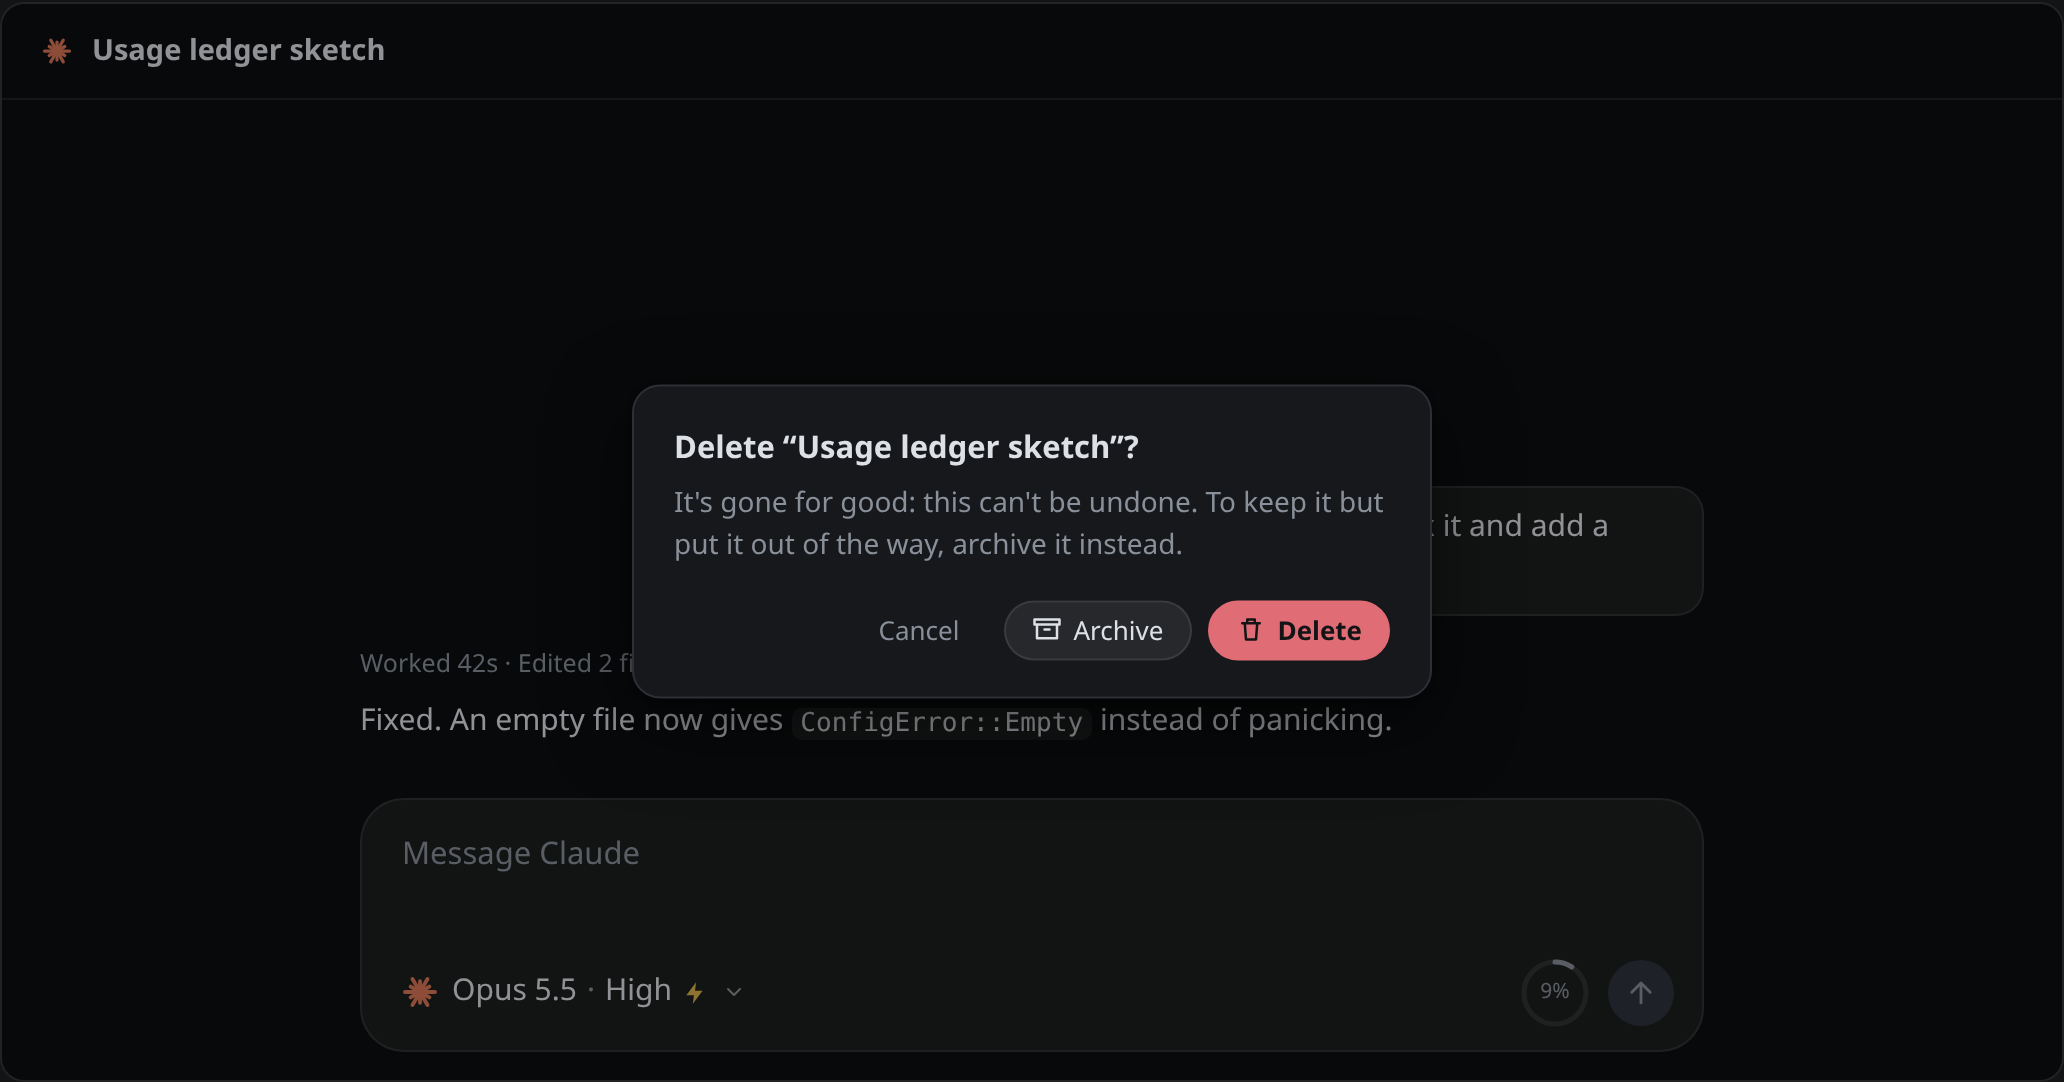 Usage ledger sketch
Delete “Usage ledger sketch”?
It's gone for good: this can't be undone. To keep it but
put it out of the way, archive it instead.
it and add a
Cancel
Archive
Delete
Worked 42s · Edited 2
Fixed. An empty file now gives ConfigError::Empty instead of panicking.
Message Claude
Opus 5.5 · High
9%